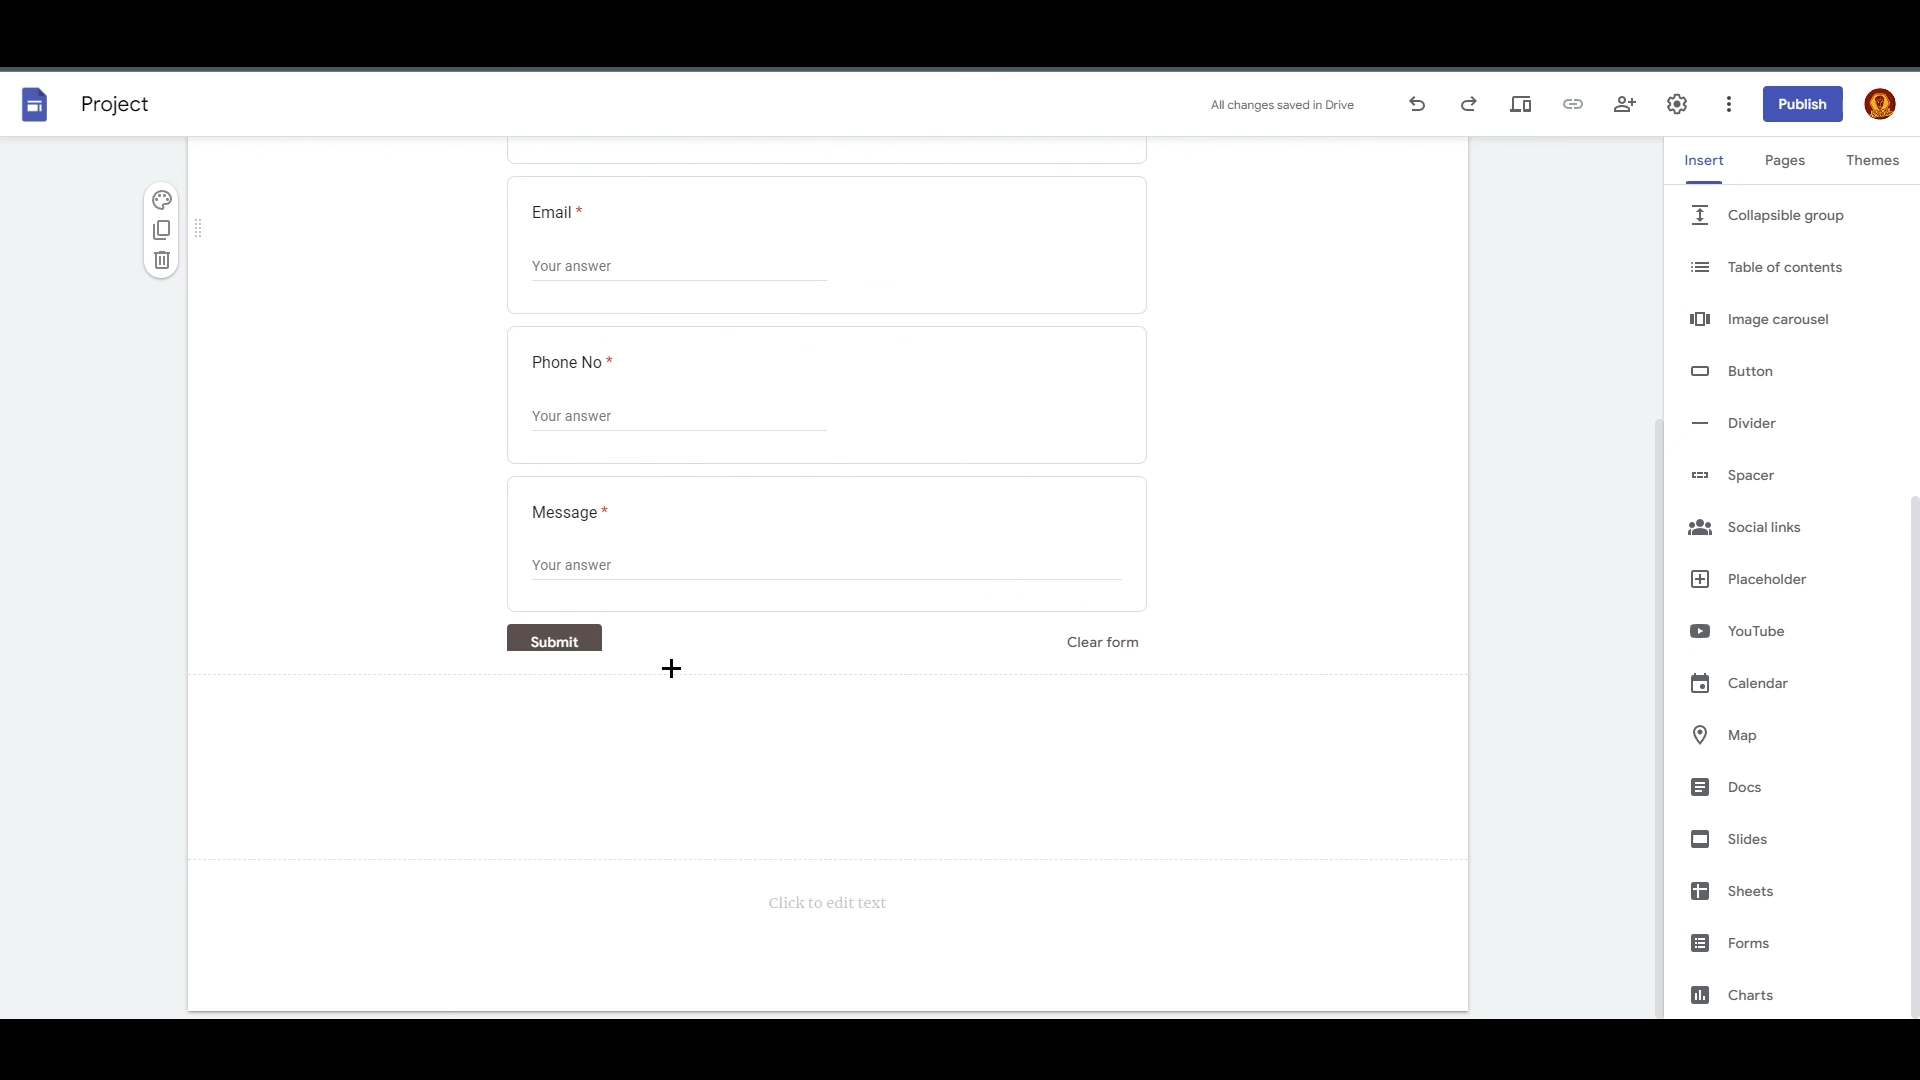 Project
All changes saved in Drive
Publish
Insert
Pages
Themes
Email *
Your answer
Phone No *
Your answer
Message *
Your answer
Submit
Clear form
Click to edit text
Collapsible group
Table of contents
Image carousel
Button
Divider
Spacer
Social links
Placeholder
YouTube
Calendar
Map
Docs
Slides
Sheets
Forms
Charts